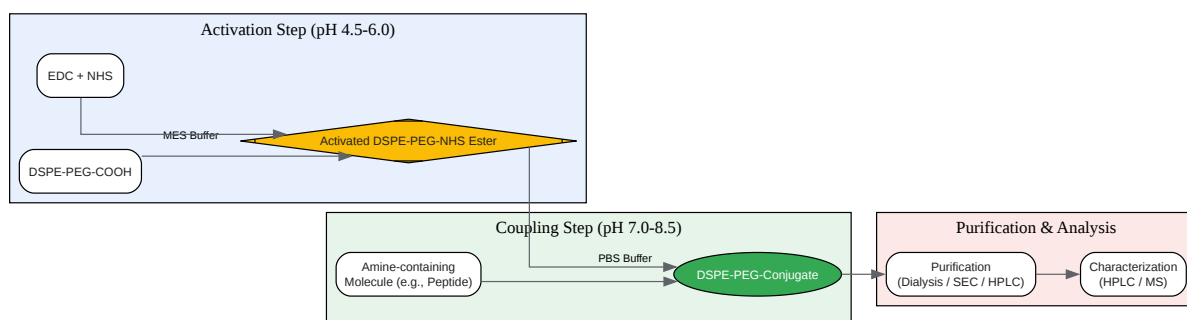 Activation Step (pH 4.5-6.0)
EDC + NHS
MES Buffer
Activated DSPE-PEG-NHS Ester
DSPE-PEG-COOH
Coupling Step (pH 7.0-8.5)
Amine-containing
Molecule (e.g., Peptide)
PBS Buffer
DSPE-PEG-Conjugate
Purification & Analysis
Purification
(Dialysis / SEC / HPLC)
Characterization
(HPLC / MS)